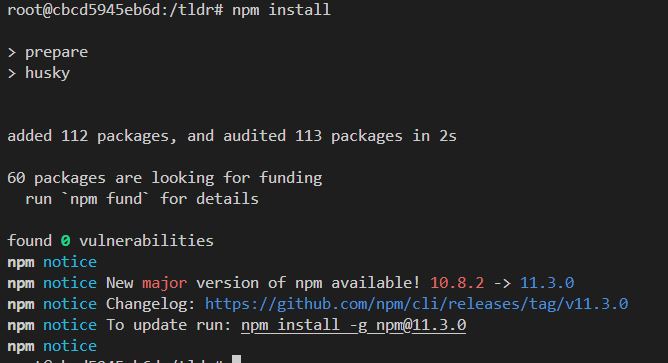 root@cbcd5945eb6d:/tldr# npm install
> prepare
> husky
added 112 packages, and audited 113 packages in 2s
60 packages are looking for funding
  run `npm fund` for details
found 0 vulnerabilities
npm notice
npm notice New major version of npm available! 10.8.2 -> 11.3.0
npm notice Changelog: https://github.com/npm/cli/releases/tag/v11.3.0
npm notice To update run: npm install -g npm@11.3.0
npm notice
root@cbcd5945eb6d:/tldr#